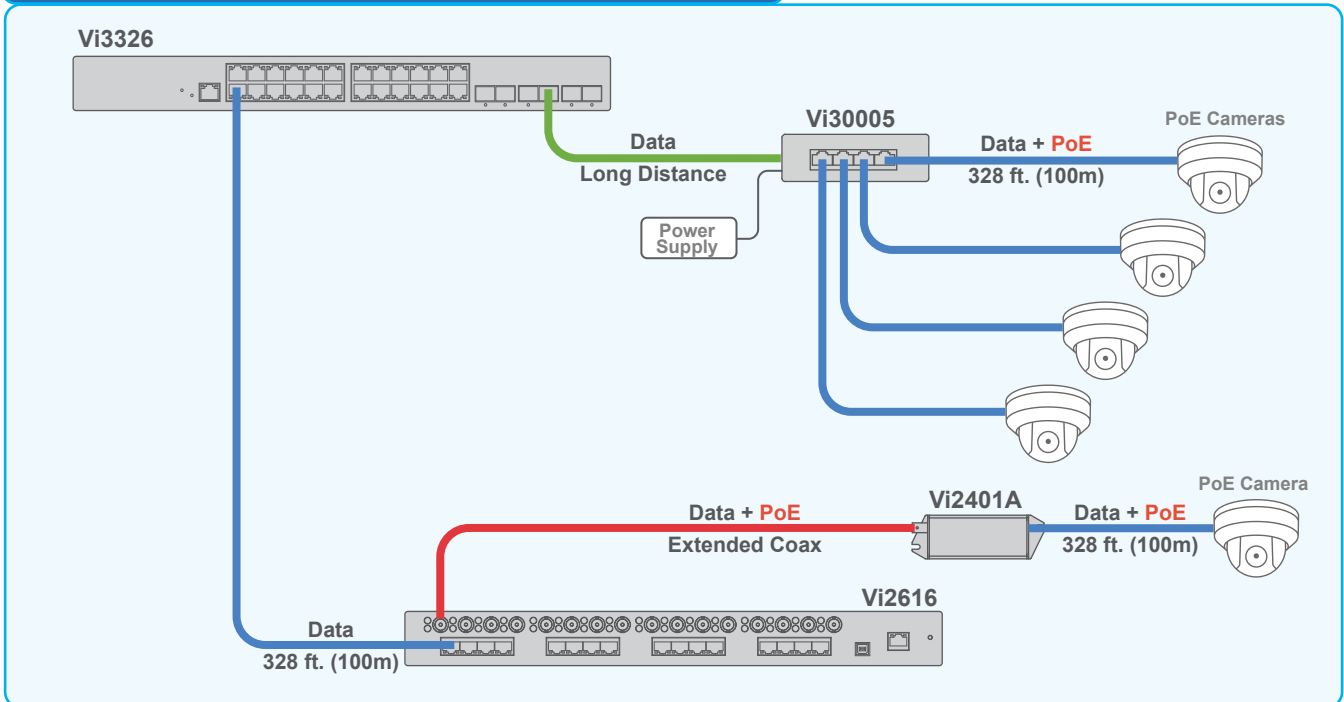 Vi3326
Vi30005
PoE Cameras
Data
Long Distance
Data + PoE
328 ft. (100m)
Power
Supply
PoE Camera
Vi2401A
Data + PoE
Extended Coax
Data + PoE
328 ft. (100m)
Vi2616
Data
328 ft. (100m)